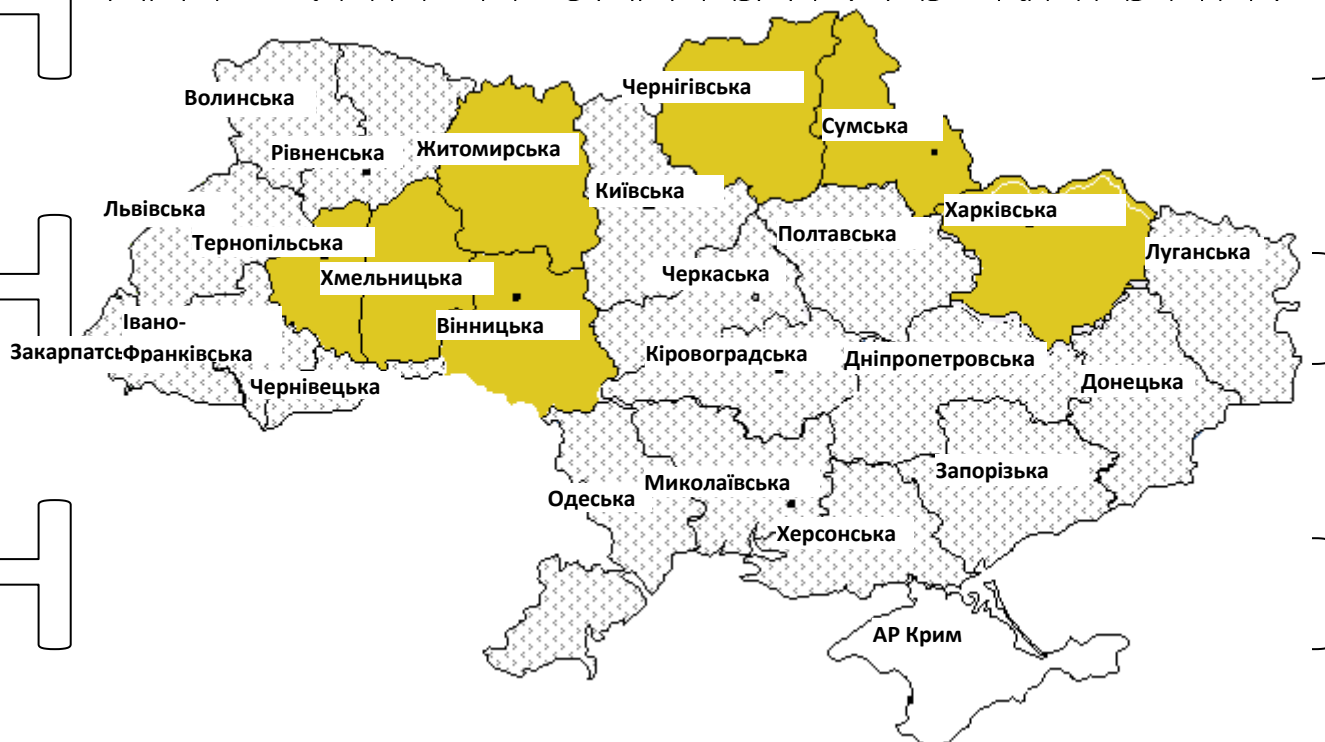 Чернігівська
Волинська
Сумська
Рівненська
Житомирська
Київська
Львівська
Харківська
Полтавська
Тернопільська
Луганська
Хмельницька
Черкаська
Івано-
Франківська
Вінницька
Закарпатсь
Кіровоградська
Дніпропетровська
Чернівецька
Донецька
Запорізька
Миколаївська
Одеська
Херсонська
АР Крим